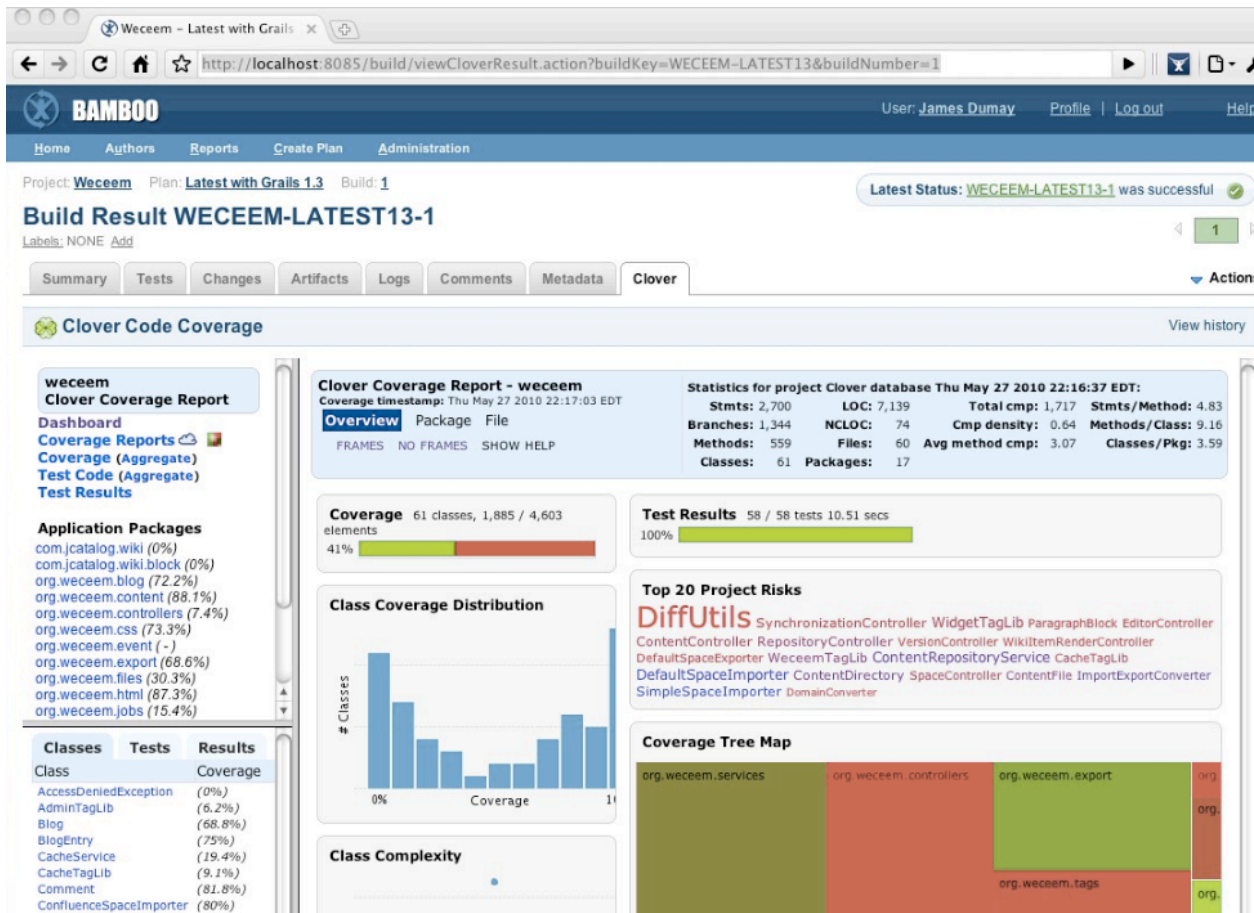 Weceem – Latest with Grails
http://localhost:8085/build/viewCloverResult.action?buildKey=WECEEM-LATEST13&buildNumber=1
BAMBOO
User: James Dumay Profile | Log out Help
Home Authors Reports Create Plan Administration
Project: Weceem Plan: Latest with Grails 1.3 Build: 1
Latest Status: WECEEM-LATEST13-1 was successful
Build Result WECEEM-LATEST13-1
Labels: NONE Add
1
Summary Tests Changes Artifacts Logs Comments Metadata Clover
Actions
Clover Code Coverage
View history
weceem
Clover Coverage Report
Dashboard
Coverage Reports
Coverage (Aggregate)
Test Code (Aggregate)
Test Results
Application Packages
com.jcatalog.wiki (0%)
com.jcatalog.wiki.block (0%)
org.weceem.blog (72.2%)
org.weceem.content (88.1%)
org.weceem.controllers (7.4%)
org.weceem.css (73.3%)
org.weceem.event ( - )
org.weceem.export (68.6%)
org.weceem.files (30.3%)
org.weceem.html (87.3%)
org.weceem.jobs (15.4%)
Classes Tests Results
Class Coverage
AccessDeniedException (0%)
AdminTagLib (6.2%)
Blog (68.8%)
BlogEntry (75%)
CacheService (19.4%)
CacheTagLib (9.1%)
Comment (81.8%)
ConfluenceSpaceImporter (80%)
Clover Coverage Report - weceem
Coverage timestamp: Thu May 27 2010 22:17:03 EDT
Overview Package File
FRAMES NO FRAMES SHOW HELP
Statistics for project Clover database Thu May 27 2010 22:16:37 EDT:
Stmts: 2,700 LOC: 7,139 Total cmp: 1,717 Stmts/Method: 4.83
Branches: 1,344 NCLOC: 74 Cmp density: 0.64 Methods/Class: 9.16
Methods: 559 Files: 60 Avg method cmp: 3.07 Classes/Pkg: 3.59
Classes: 61 Packages: 17
Coverage 61 classes, 1,885 / 4,603
elements
41%
Class Coverage Distribution
# Classes
0% Coverage 10
Class Complexity
Test Results 58 / 58 tests 10.51 secs
100%
Top 20 Project Risks
DiffUtils SynchronizationController WidgetTagLib ParagraphBlock EditorController
ContentController RepositoryController VersionController WikiItemRenderController
DefaultSpaceExporter WeceemTagLib ContentRepositoryService CacheTagLib
DefaultSpaceImporter ContentDirectory SpaceController ContentFile ImportExportConverter
SimpleSpaceImporter DomainConverter
Coverage Tree Map
org.weceem.services org.weceem.controllers org.weceem.export org
org.
org.weceem.tags
org.